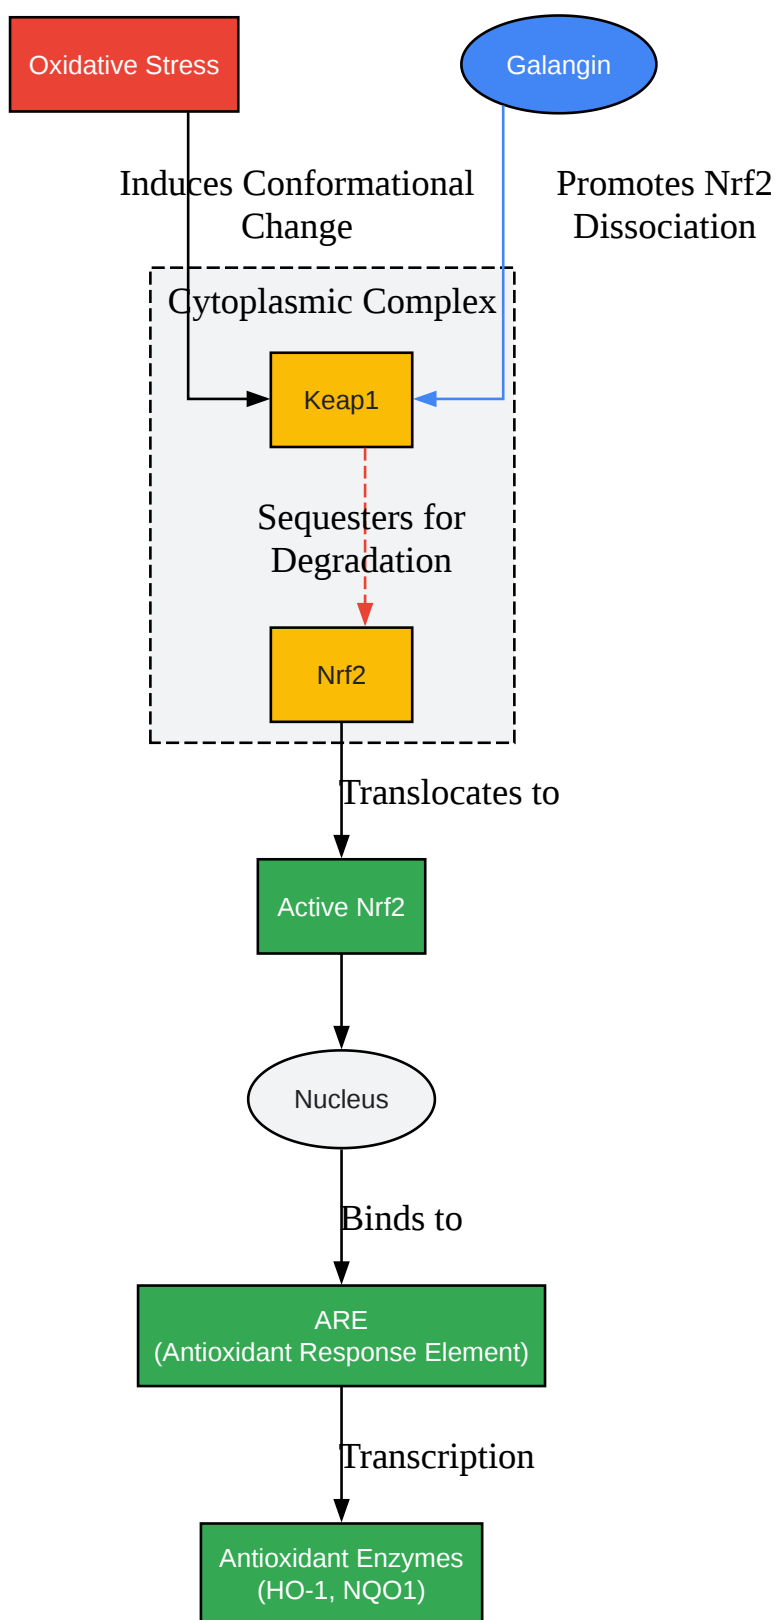 Oxidative Stress
Galangin
Induces Conformational
Change
Promotes Nrf2
Dissociation
Cytoplasmic Complex
Keap1
Sequesters for
Degradation
Nrf2
Translocates to
Active Nrf2
Nucleus
Binds to
ARE
(Antioxidant Response Element)
Transcription
Antioxidant Enzymes
(HO-1, NQO1)